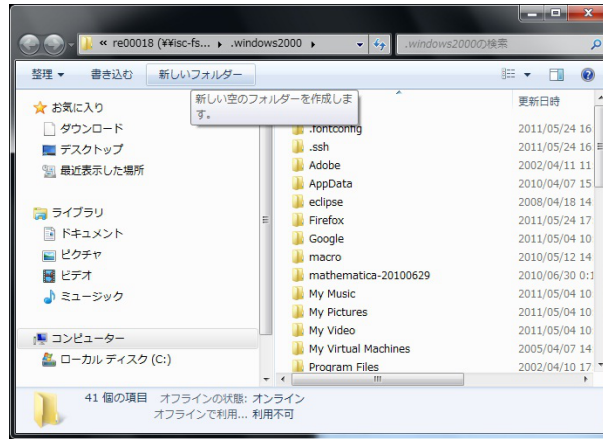 « re00018 (¥¥isc-fs... ▸ .windows2000 ▸
.windows2000の検索
整理 ▼ 書き込む 新しいフォルダー
新しい空のフォルダーを作成しま
す。
更新日時
お気に入り
ダウンロード
デスクトップ
最近表示した場所
ライブラリ
ドキュメント
ピクチャ
ビデオ
ミュージック
コンピューター
ローカル ディスク (C:)
.fontconfig 2011/05/24 16
.ssh 2011/05/24 16
Adobe 2002/04/11 11
AppData 2010/04/07 15
eclipse 2008/04/18 14
Firefox 2011/05/24 17
Google 2011/05/04 10
macro 2010/05/12 14
mathematica-20100629 2010/06/30 0:1
My Music 2011/05/04 10
My Pictures 2011/05/04 10
My Video 2011/05/04 10
My Virtual Machines 2005/04/07 14
Program Files 2002/04/10 17
41 個の項目 オフラインの状態: オンライン
オフラインで利用... 利用不可